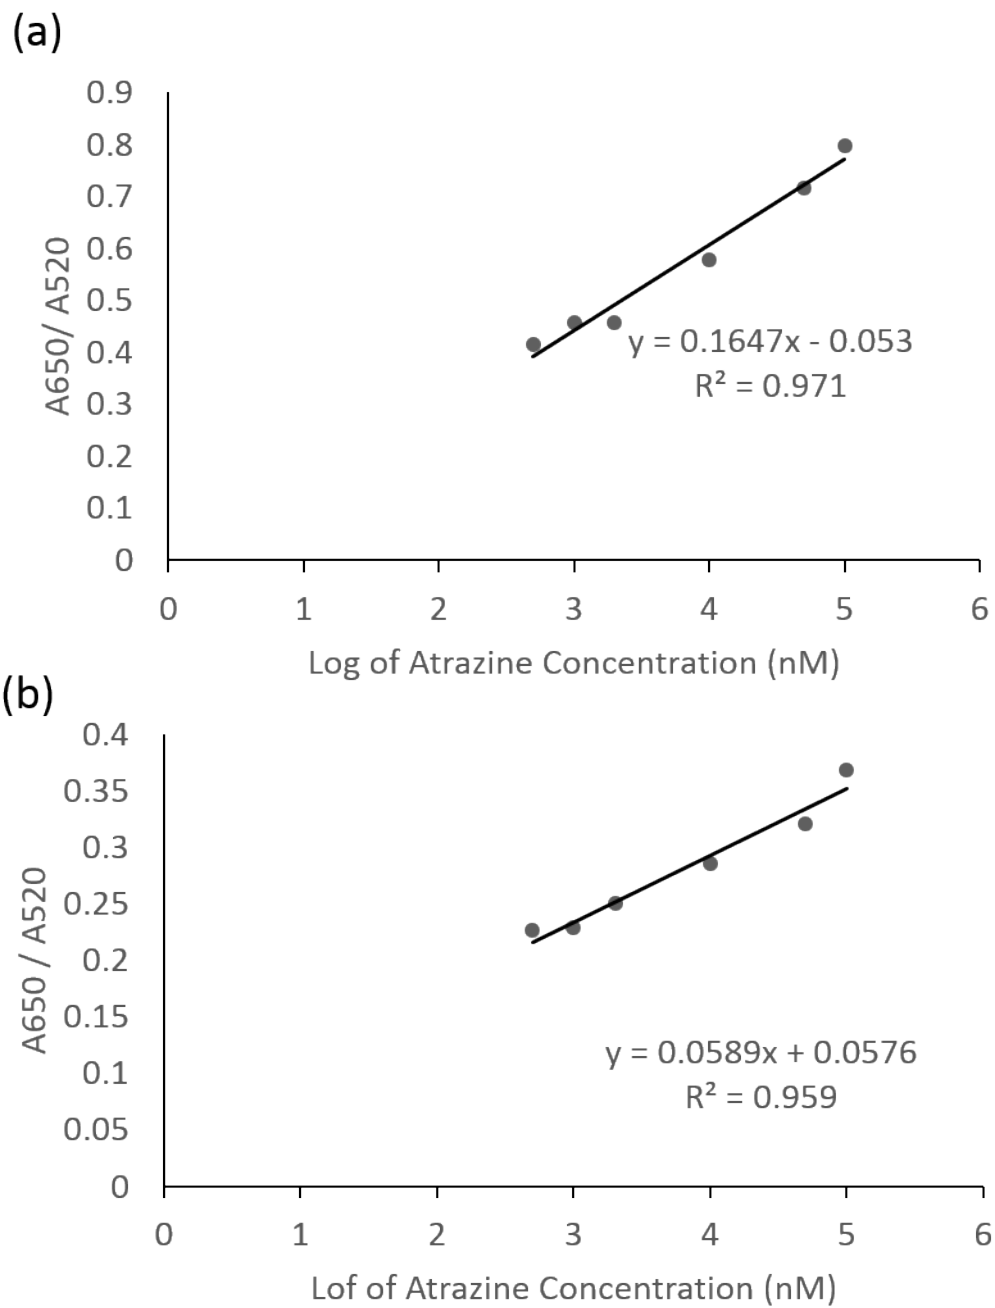 (a)
0.9
0.8
0.7
0.6
0.5
0.4
0.3
0.2
0.1
0
A650/ A520
y = 0.1647x - 0.053
R² = 0.971
0 1 2 3 4 5 6
Log of Atrazine Concentration (nM)
(b)
0.4
0.35
0.3
0.25
0.2
0.15
0.1
0.05
0
A650 / A520
y = 0.0589x + 0.0576
R² = 0.959
0 1 2 3 4 5 6
Lof of Atrazine Concentration (nM)